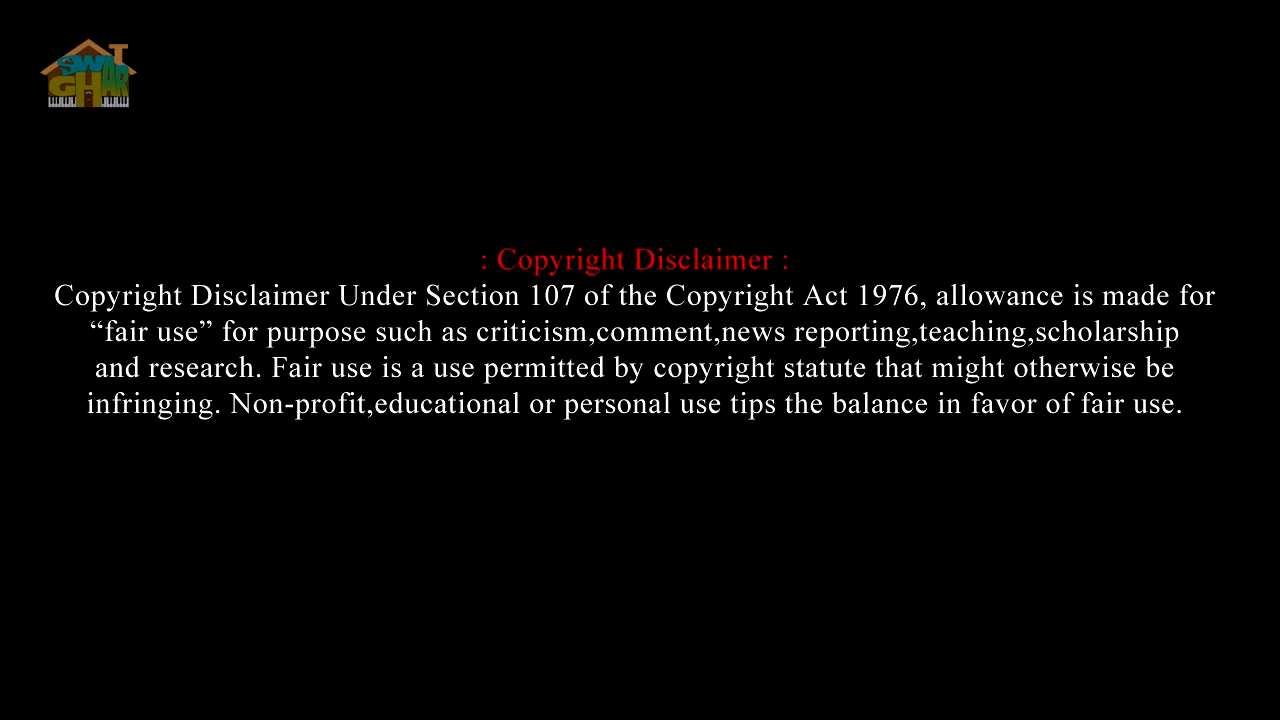 SWT
GHAR
: Copyright Disclaimer :
Copyright Disclaimer Under Section 107 of the Copyright Act 1976, allowance is made for
“fair use” for purpose such as criticism,comment,news reporting,teaching,scholarship
and research. Fair use is a use permitted by copyright statute that might otherwise be
infringing. Non-profit,educational or personal use tips the balance in favor of fair use.